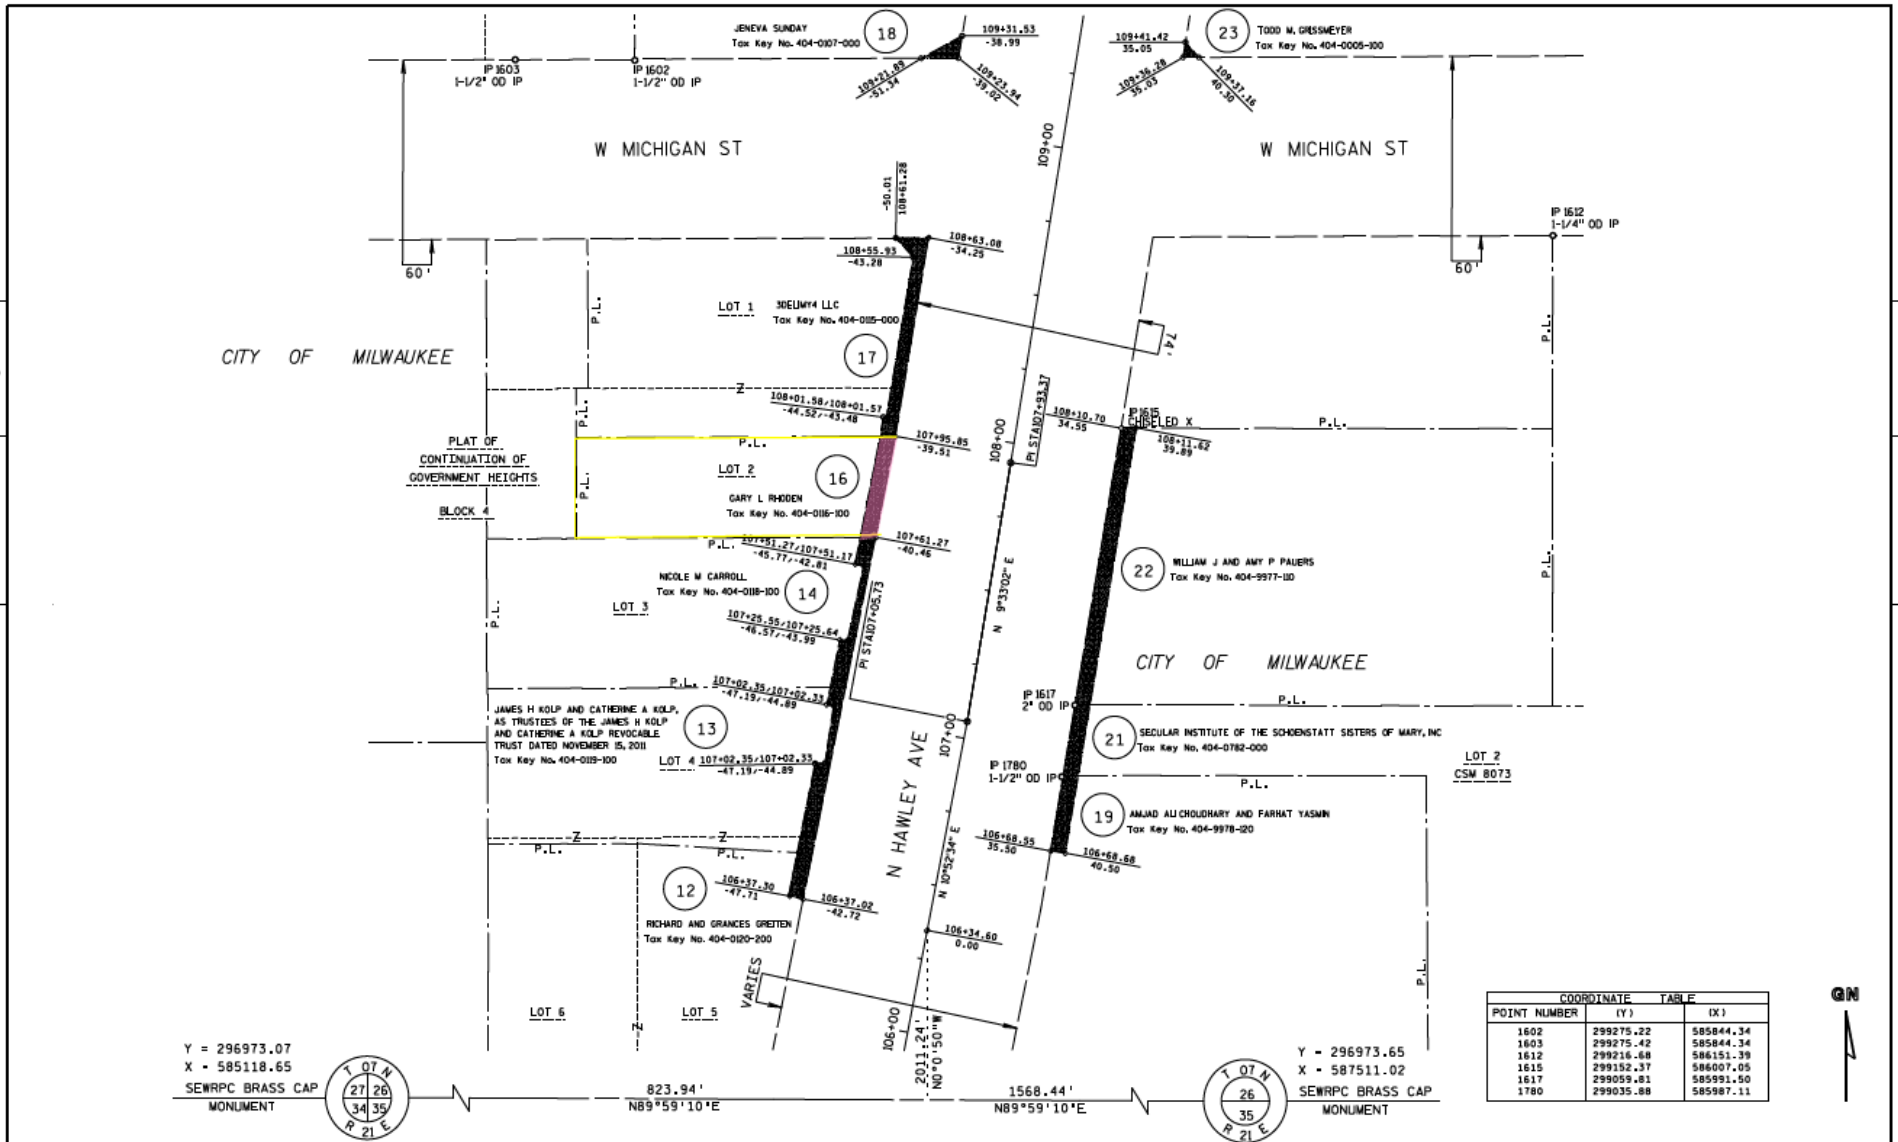 JENEVA SUNDAY
Tax Key No. 404-0107-000
18
109+31.53
-38.99
109+21.89
-51.34
109+23.94
-39.02
109+41.42
35.05
23
TODD M. GRISSMEYER
Tax Key No. 404-0005-100
109+36.28
35.03
109+37.16
40.30
IP 1603
1-1/2" OD IP
IP 1602
1-1/2" OD IP
W MICHIGAN ST
109+00
W MICHIGAN ST
-50.01
108+61.28
IP 1612
1-1/4" OD IP
108+63.08
-34.25
108+55.93
-43.28
60'
60'
LOT 1
3DELIMY4 LLC
Tax Key No. 404-0115-000
P.L.
17
74'
P.L.
CITY OF MILWAUKEE
Z
108+01.58/108+01.57
-44.52/-43.48
PI STA107+93.37
108+10.70
34.55
IP1615
CHISELED X
P.L.
108+11.62
39.89
P.L.
PLAT OF
CONTINUATION OF
GOVERNMENT HEIGHTS
BLOCK 4
P.L.
P.L.
LOT 2
16
107+95.85
-39.51
108+00
GARY L RHODEN
Tax Key No. 404-0116-100
P.L.
107+51.27/107+51.17
-45.77/-42.81
107+61.27
-40.46
NICOLE M CARROLL
Tax Key No. 404-0118-100
14
LOT 3
P.L.
107+25.55/107+25.64
-46.57/-43.99
PI STA107+05.73
N 9°33'02" E
22
WILLIAM J AND AMY P PAUERS
Tax Key No. 404-9977-110
P.L.
CITY OF MILWAUKEE
P.L.
107+02.35/107+02.33
-47.19/-44.89
IP 1617
2" OD IP
P.L.
JAMES H KOLP AND CATHERINE A KOLP,
AS TRUSTEES OF THE JAMES H KOLP
AND CATHERINE A KOLP REVOCABLE
TRUST DATED NOVEMBER 15, 2011
Tax Key No. 404-0119-100
13
LOT 4
107+02.35/107+02.33
-47.19/-44.89
107+00
21
SECULAR INSTITUTE OF THE SCHOENSTATT SISTERS OF MARY, INC
Tax Key No. 404-0782-000
LOT 2
CSM 8073
IP 1780
1-1/2" OD IP
P.L.
N HAWLEY AVE
19
AMJAD ALI CHOUDHARY AND FARHAT YASMIN
Tax Key No. 404-9978-120
Z
Z
P.L.
P.L.
106+68.55
35.50
106+68.68
40.50
N 10°52'34" E
12
106+37.30
-47.71
106+37.02
-42.72
RICHARD AND GRANCES GRETTEN
Tax Key No. 404-0120-200
106+34.60
0.00
VARIES
P.L.
LOT 6
LOT 5
Z
106+00
2011.24'
N0°0'50"W
GN
COORDINATE TABLE
POINT NUMBER (Y) (X)
1602 299275.22 585844.34
1603 299275.42 585844.34
1612 299216.68 586151.39
1615 299152.37 586007.05
1617 299059.81 585991.50
1780 299035.88 585987.11
Y = 296973.07
X - 585118.65
SEWRPC BRASS CAP
MONUMENT
T 07 N
27 26
34 35
R 21 E
823.94'
N89°59'10"E
1568.44'
N89°59'10"E
T 07 N
26
35
R 21 E
Y - 296973.65
X - 587511.02
SEWRPC BRASS CAP
MONUMENT